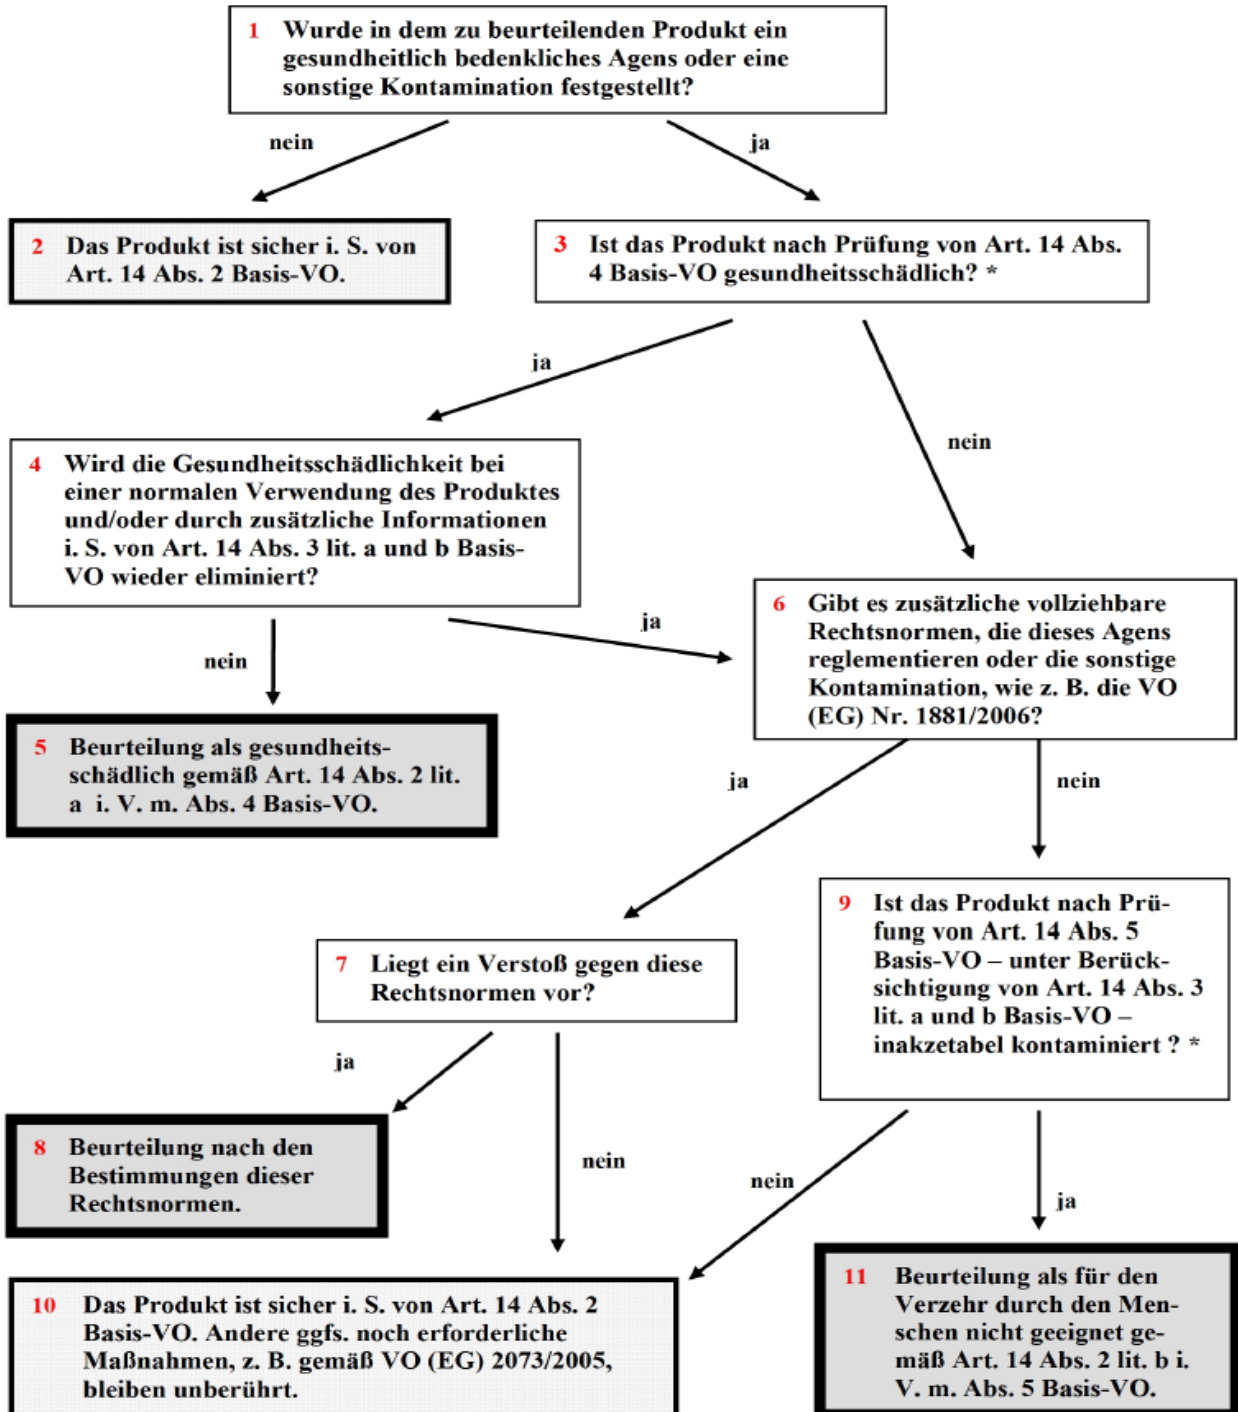 1 Wurde in dem zu beurteilenden Produkt ein
gesundheitlich bedenkliches Agens oder eine
sonstige Kontamination festgestellt?
nein
ja
2 Das Produkt ist sicher i. S. von
Art. 14 Abs. 2 Basis-VO.
3 Ist das Produkt nach Prüfung von Art. 14 Abs.
4 Basis-VO gesundheitsschädlich? *
ja
nein
4 Wird die Gesundheitsschädlichkeit bei
einer normalen Verwendung des Produktes
und/oder durch zusätzliche Informationen
i. S. von Art. 14 Abs. 3 lit. a und b Basis-
VO wieder eliminiert?
nein
ja
5 Beurteilung als gesundheits-
schädlich gemäß Art. 14 Abs. 2 lit.
a i. V. m. Abs. 4 Basis-VO.
6 Gibt es zusätzliche vollziehbare
Rechtsnormen, die dieses Agens
reglementieren oder die sonstige
Kontamination, wie z. B. die VO
(EG) Nr. 1881/2006?
ja
nein
7 Liegt ein Verstoß gegen diese
Rechtsnormen vor?
ja
nein
8 Beurteilung nach den
Bestimmungen dieser
Rechtsnormen.
9 Ist das Produkt nach Prü-
fung von Art. 14 Abs. 5
Basis-VO – unter Berück-
sichtigung von Art. 14 Abs. 3
lit. a und b Basis-VO –
inakzetabel kontaminiert ? *
nein
ja
10 Das Produkt ist sicher i. S. von Art. 14 Abs. 2
Basis-VO. Andere ggfs. noch erforderliche
Maßnahmen, z. B. gemäß VO (EG) 2073/2005,
bleiben unberührt.
11 Beurteilung als für den
Verzehr durch den Men-
schen nicht geeignet ge-
mäß Art. 14 Abs. 2 lit. b i.
V. m. Abs. 5 Basis-VO.